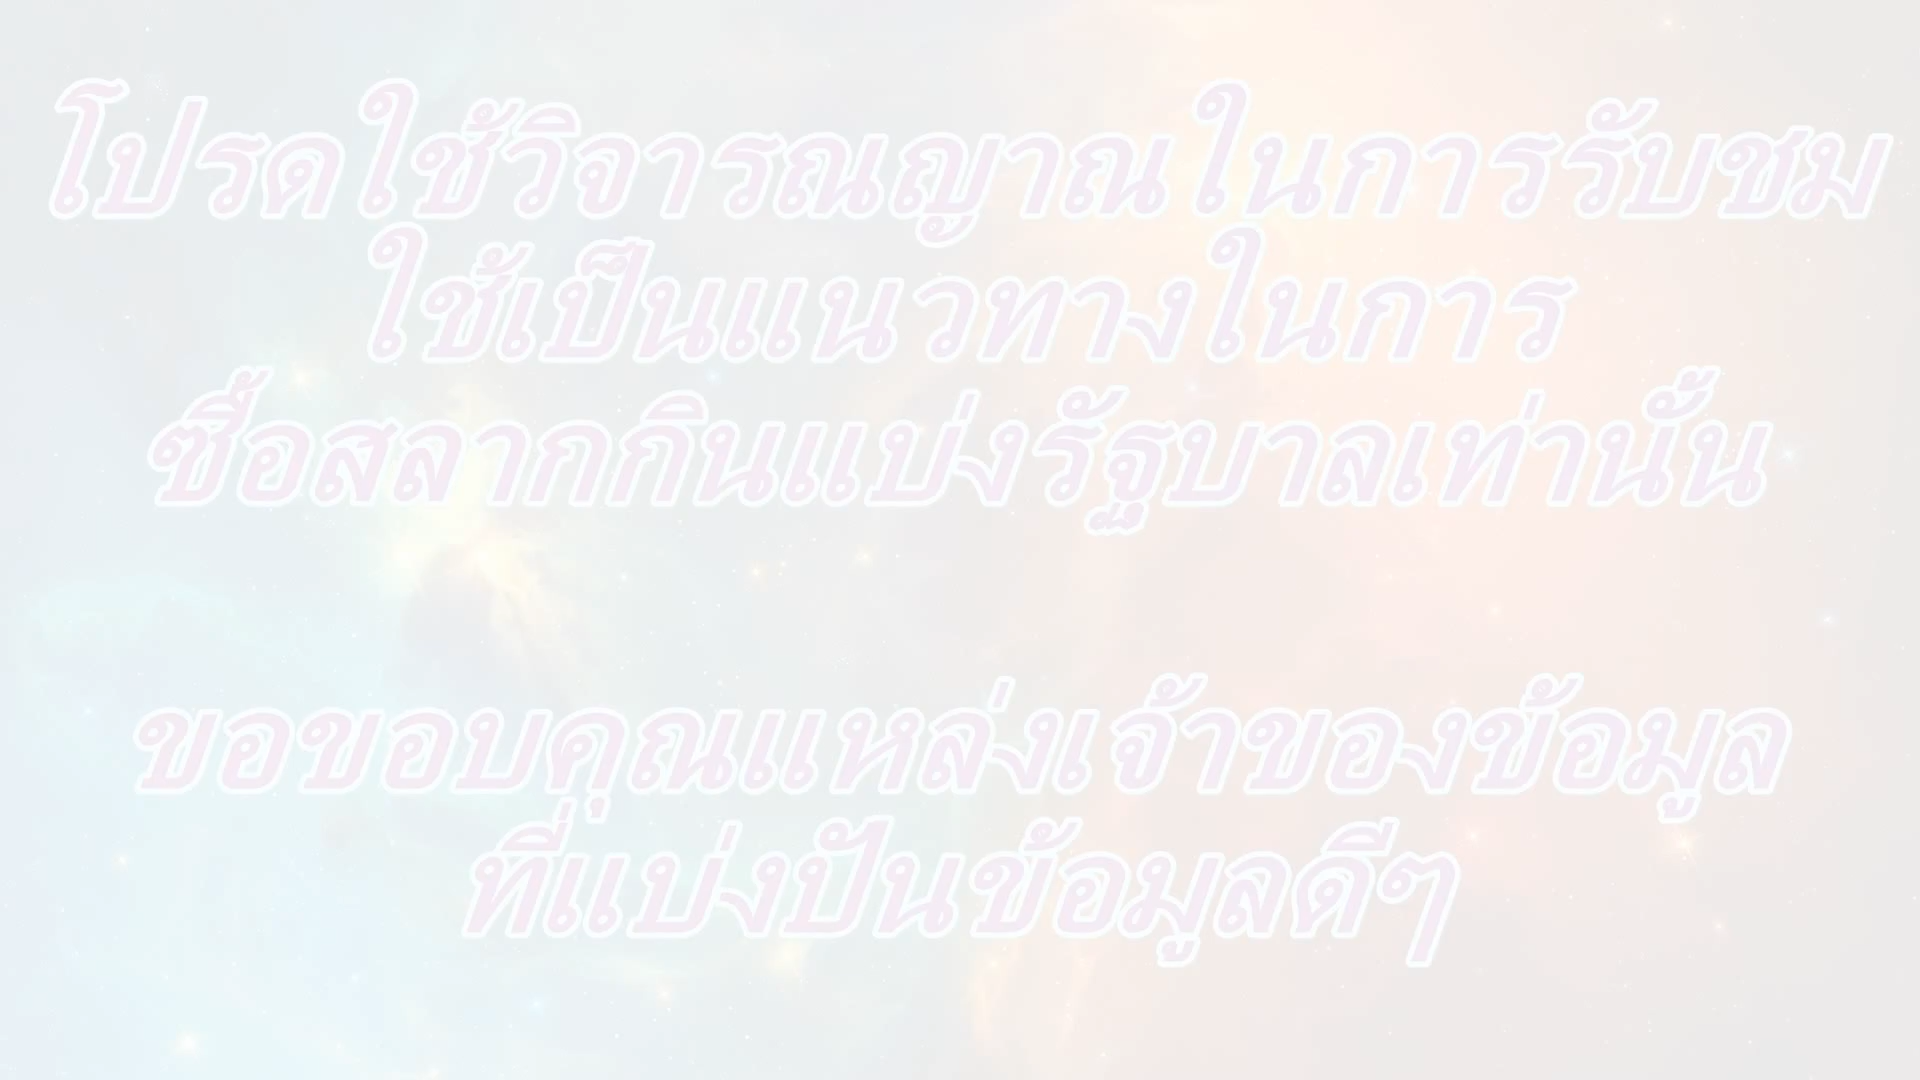 โปรดใช้วิจารณญาณในการรับชม
ใช้เป็นแนวทางในการ
ซื้อสลากกินแบ่งรัฐบาลเท่านั้น
ขอขอบคุณแหล่งเจ้าของข้อมูล
ที่แบ่งปันข้อมูลดีๆ